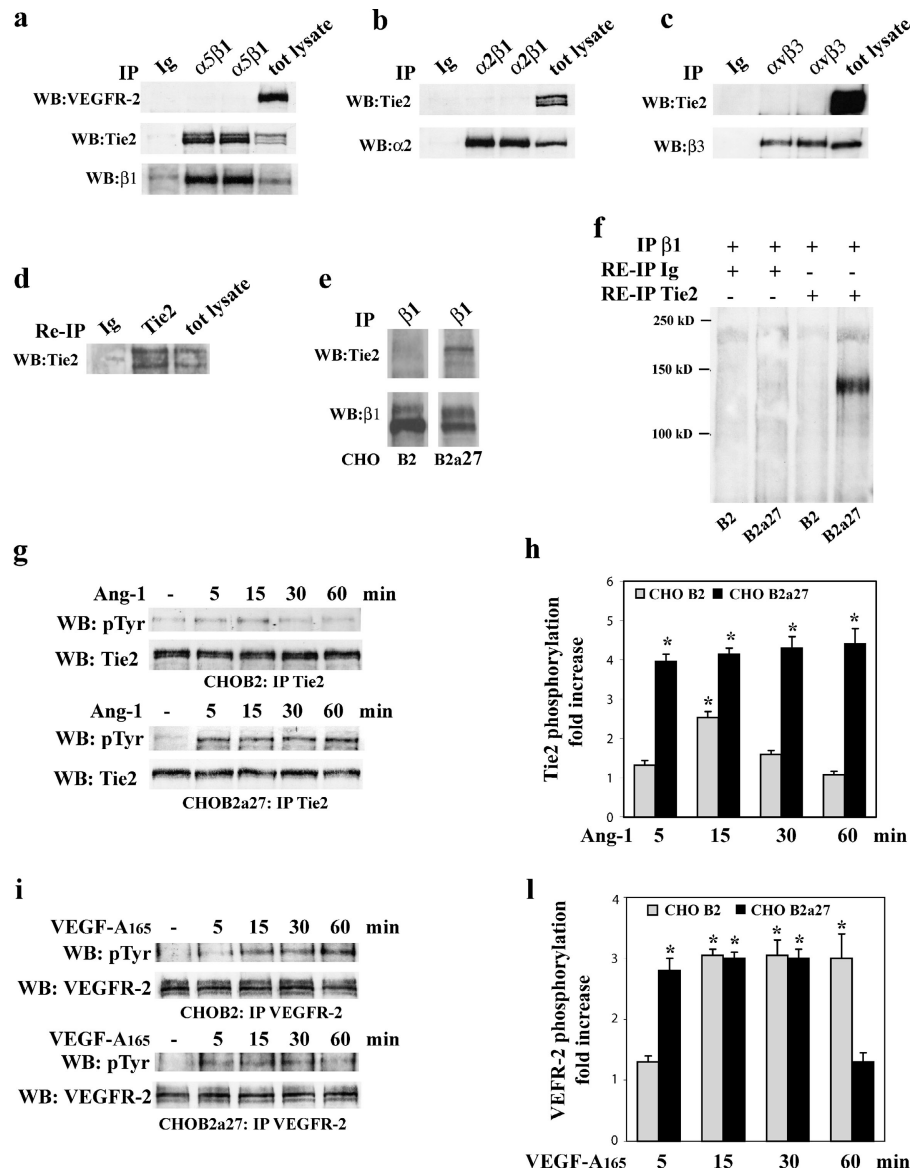 a
IP Ig α5β1 α5β1 tot lysate
WB:VEGFR-2
WB:Tie2
WB:β1
b
IP Ig α2β1 α2β1 tot lysate
WB:Tie2
WB:α2
c
IP Ig αvβ3 αvβ3 tot lysate
WB:Tie2
WB:β3
d
Re-IP Ig Tie2 tot lysate
WB:Tie2
e
IP β1 β1
WB:Tie2
WB:β1
CHO B2 B2a27
f
IP β1 + + + +
RE-IP Ig + + - -
RE-IP Tie2 - - + +
250 kD
150 kD
100 kD
B2 B2a27 B2 B2a27
g
Ang-1 - 5 15 30 60 min
WB: pTyr
WB: Tie2
CHOB2: IP Tie2
Ang-1 - 5 15 30 60
WB: pTyr
WB: Tie2
CHOB2a27: IP Tie2
h
Tie2 phosphorylation
fold increase
6
5
4
3
2
1
0
CHO B2 CHO B2a27
* * * * *
Ang-1 5 15 30 60 min
i
VEGF-A165 - 5 15 30 60 min
WB: pTyr
WB: VEGFR-2
CHOB2: IP VEGFR-2
VEGF-A165 - 5 15 30 60 min
WB: pTyr
WB: VEGFR-2
CHOB2a27: IP VEGFR-2
l
VEFR-2 phosphorylation
fold increase
4
3
2
1
0
CHO B2 CHO B2a27
* * * * * *
VEGF-A165 5 15 30 60 min